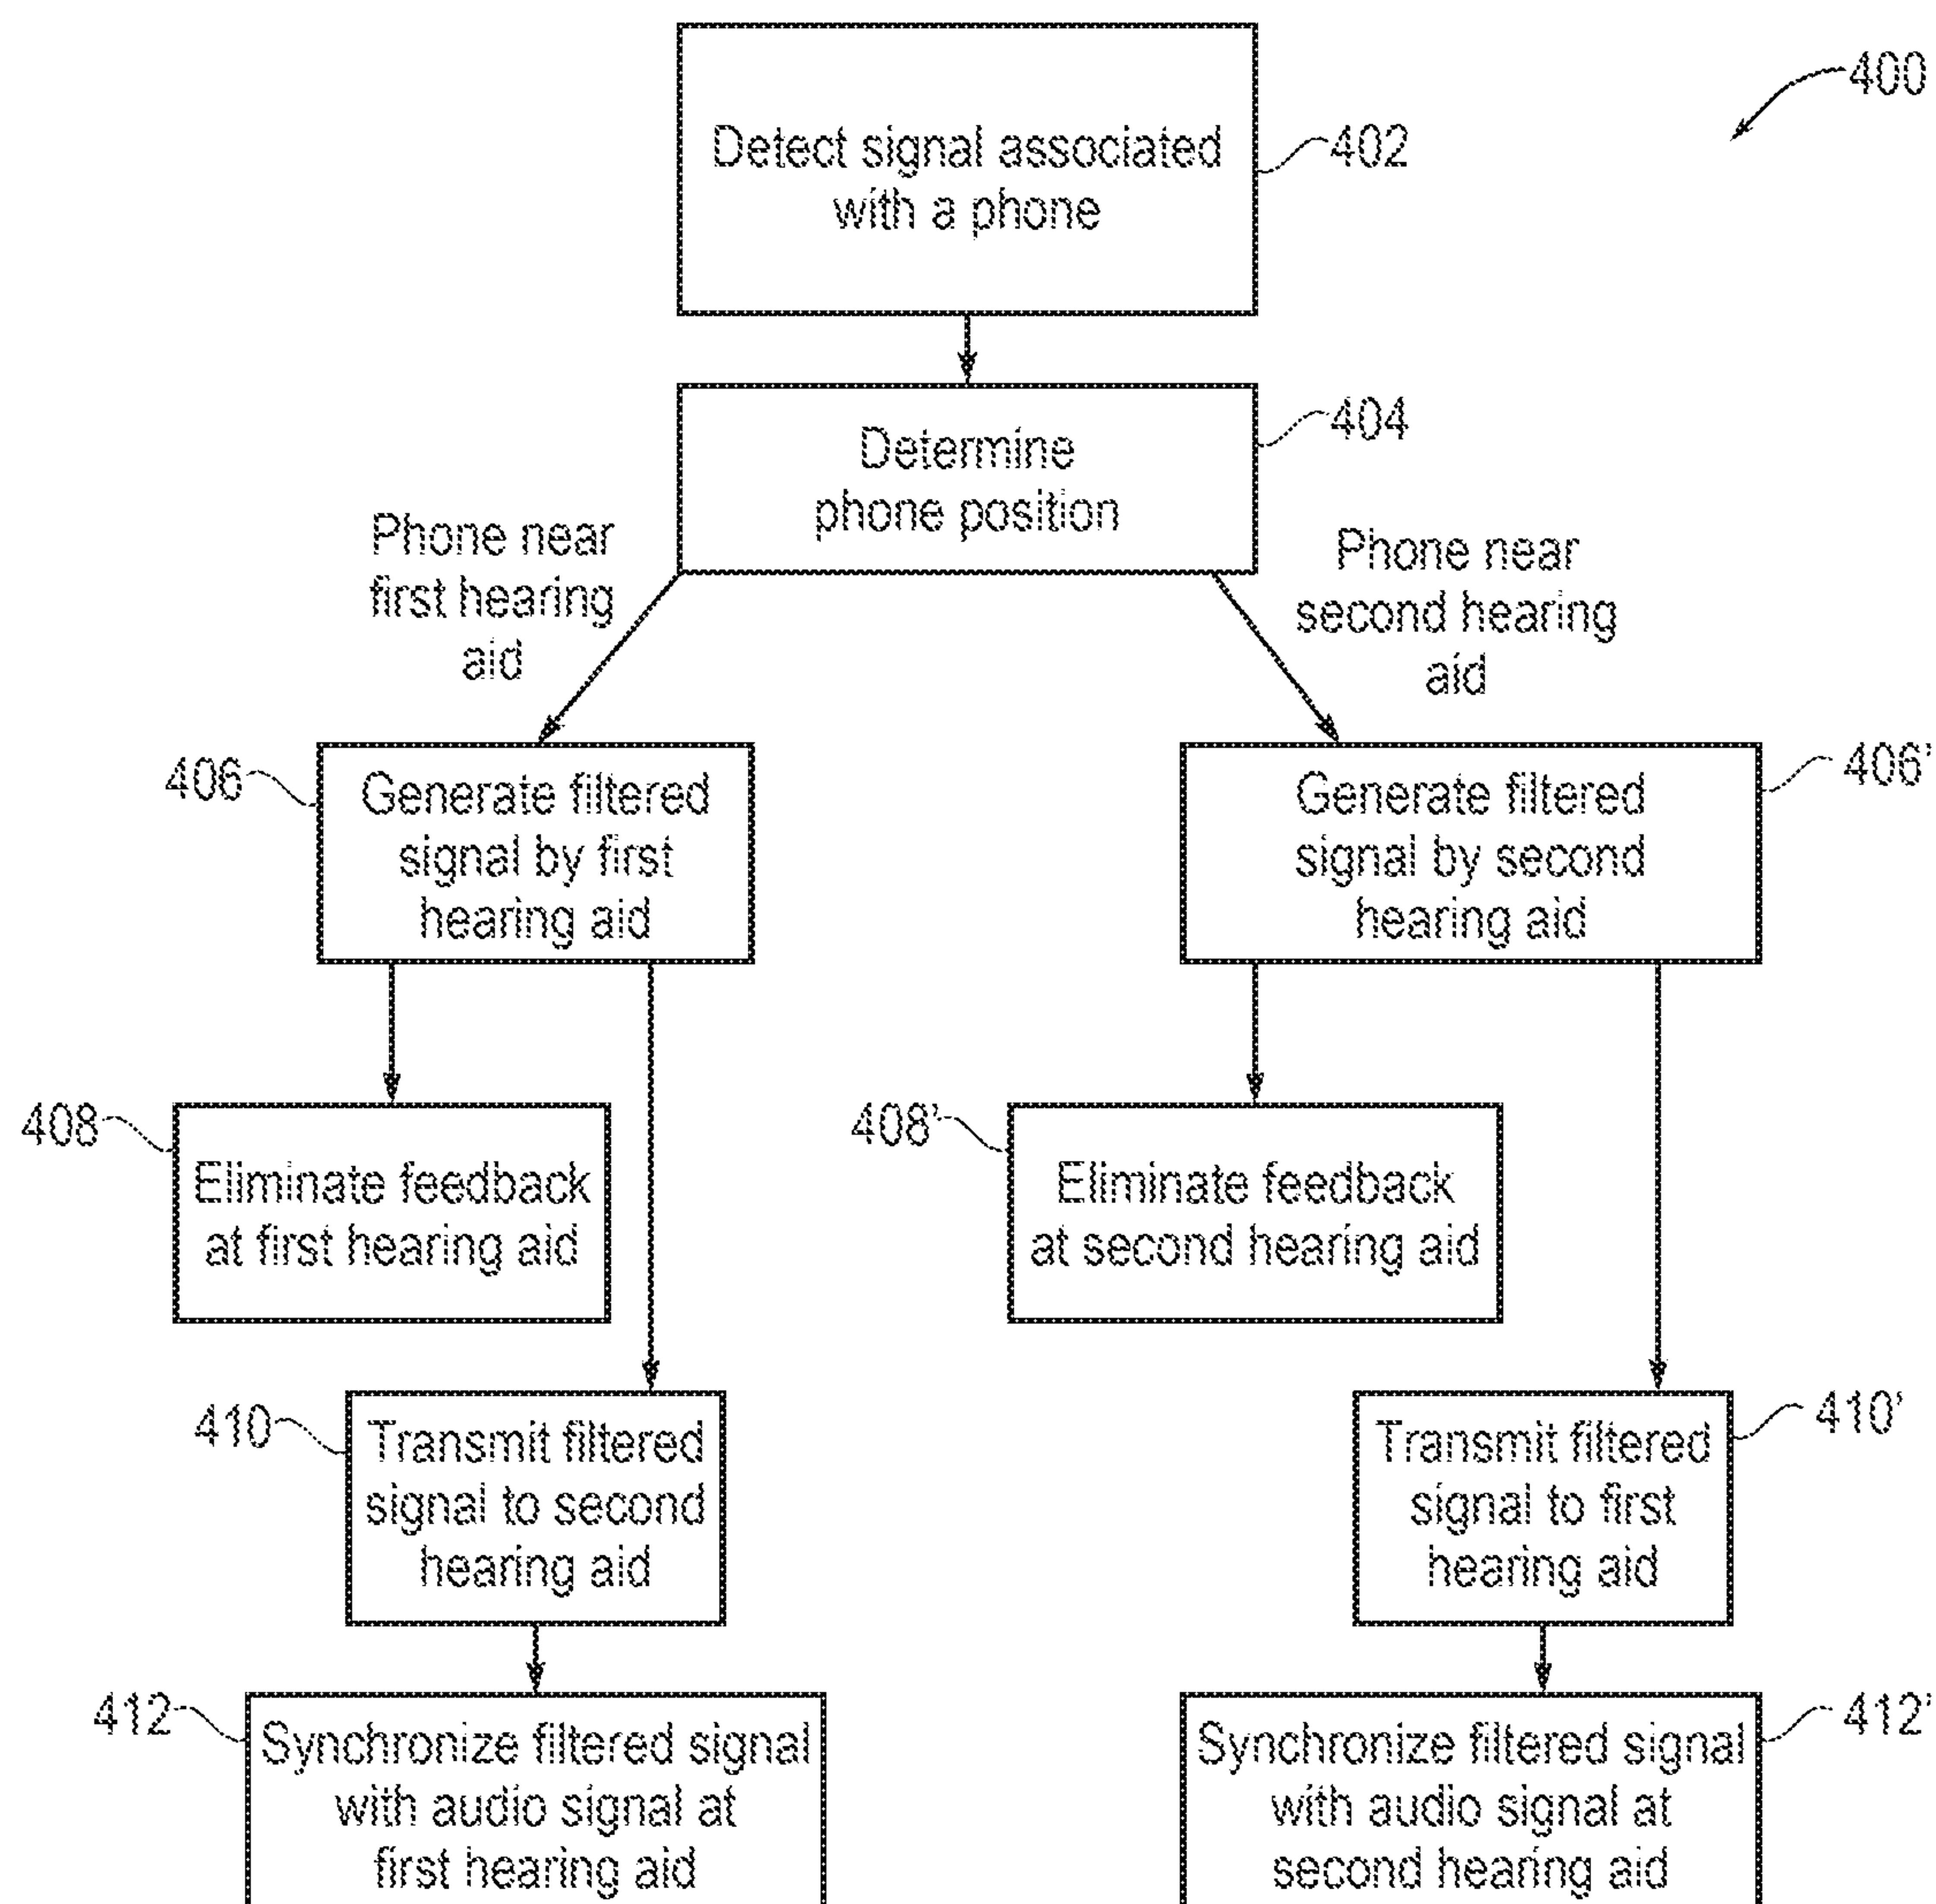 400
Detect signal associated
with a phone
402
Determine
phone position
404
Phone near
first hearing
aid
Phone near
second hearing
aid
406
Generate filtered
signal by first
hearing aid
Generate filtered
signal by second
hearing aid
406'
408
Eliminate feedback
at first hearing aid
408'
Eliminate feedback
at second hearing aid
410
Transmit filtered
signal to second
hearing aid
Transmit filtered
signal to first
hearing aid
410'
412
Synchronize filtered signal
with audio signal at
first hearing aid
Synchronize filtered signal
with audio signal at
second hearing aid
412'